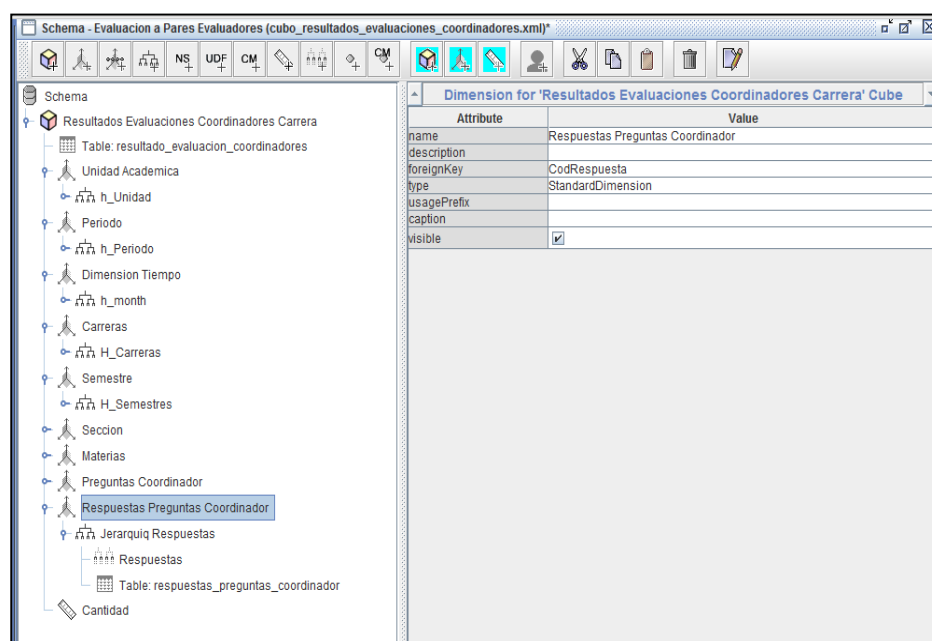 Schema - Evaluacion a Pares Evaluadores (cubo_resultados_evaluaciones_coordinadores.xml)*
NS UDF CM CM
Schema
Resultados Evaluaciones Coordinadores Carrera
Table: resultado_evaluacion_coordinadores
Unidad Academica
h_Unidad
Periodo
h_Periodo
Dimension Tiempo
h_month
Carreras
H_Carreras
Semestre
H_Semestres
Seccion
Materias
Preguntas Coordinador
Respuestas Preguntas Coordinador
Jerarquig Respuestas
Respuestas
Table: respuestas_preguntas_coordinador
Cantidad
Dimension for 'Resultados Evaluaciones Coordinadores Carrera' Cube
Attribute Value
name Respuestas Preguntas Coordinador
description
foreignKey CodRespuesta
type StandardDimension
usagePrefix
caption
visible